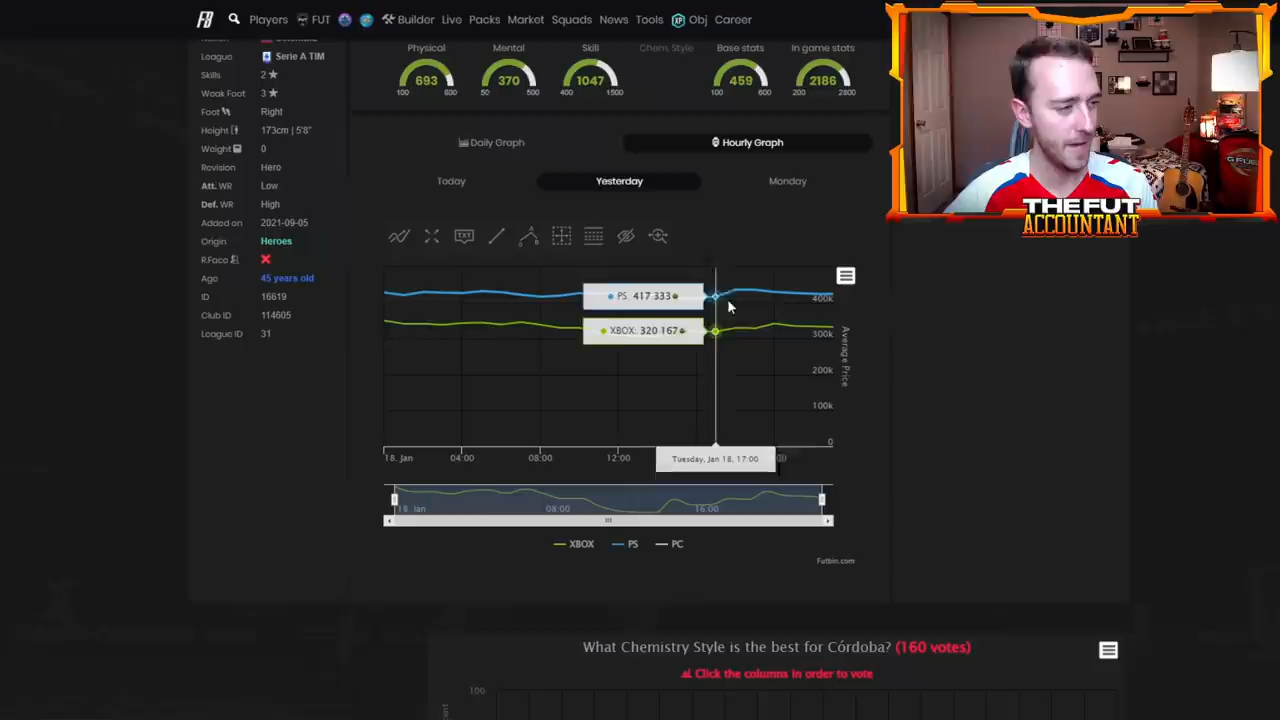 FB Players FUT Builder Live Packs Market Squads News Tools XP Obj Career
League Serie A TIM
Skills 2★
Weak Foot 3★
Foot Right
Height 173cm | 5'8"
Weight 0
Revision Hero
Att. WR Low
Def. WR High
Added on 2021-09-05
Origin Heroes
R.Face
Age 45 years old
ID 16619
Club ID 114605
League ID 31
Physical Mental Skill Chem. Style Base stats In game stats
693 370 1047 459 2186
100 800 50 500 400 1500 100 600 200 2800
Daily Graph Hourly Graph
Today Yesterday Monday
TXT
PS: 417 333
XBOX: 320 167
400k
300k
200k
100k
0
Average Price
18. Jan 04:00 08:00 12:00
Tuesday, Jan 18, 17:00
18. Jan 08:00 16:00
XBOX PS PC
Futbin.com
What Chemistry Style is the best for Córdoba? (160 votes)
Click the columns in order to vote
100
G FUEL
THE FUT
ACCOUNTANT